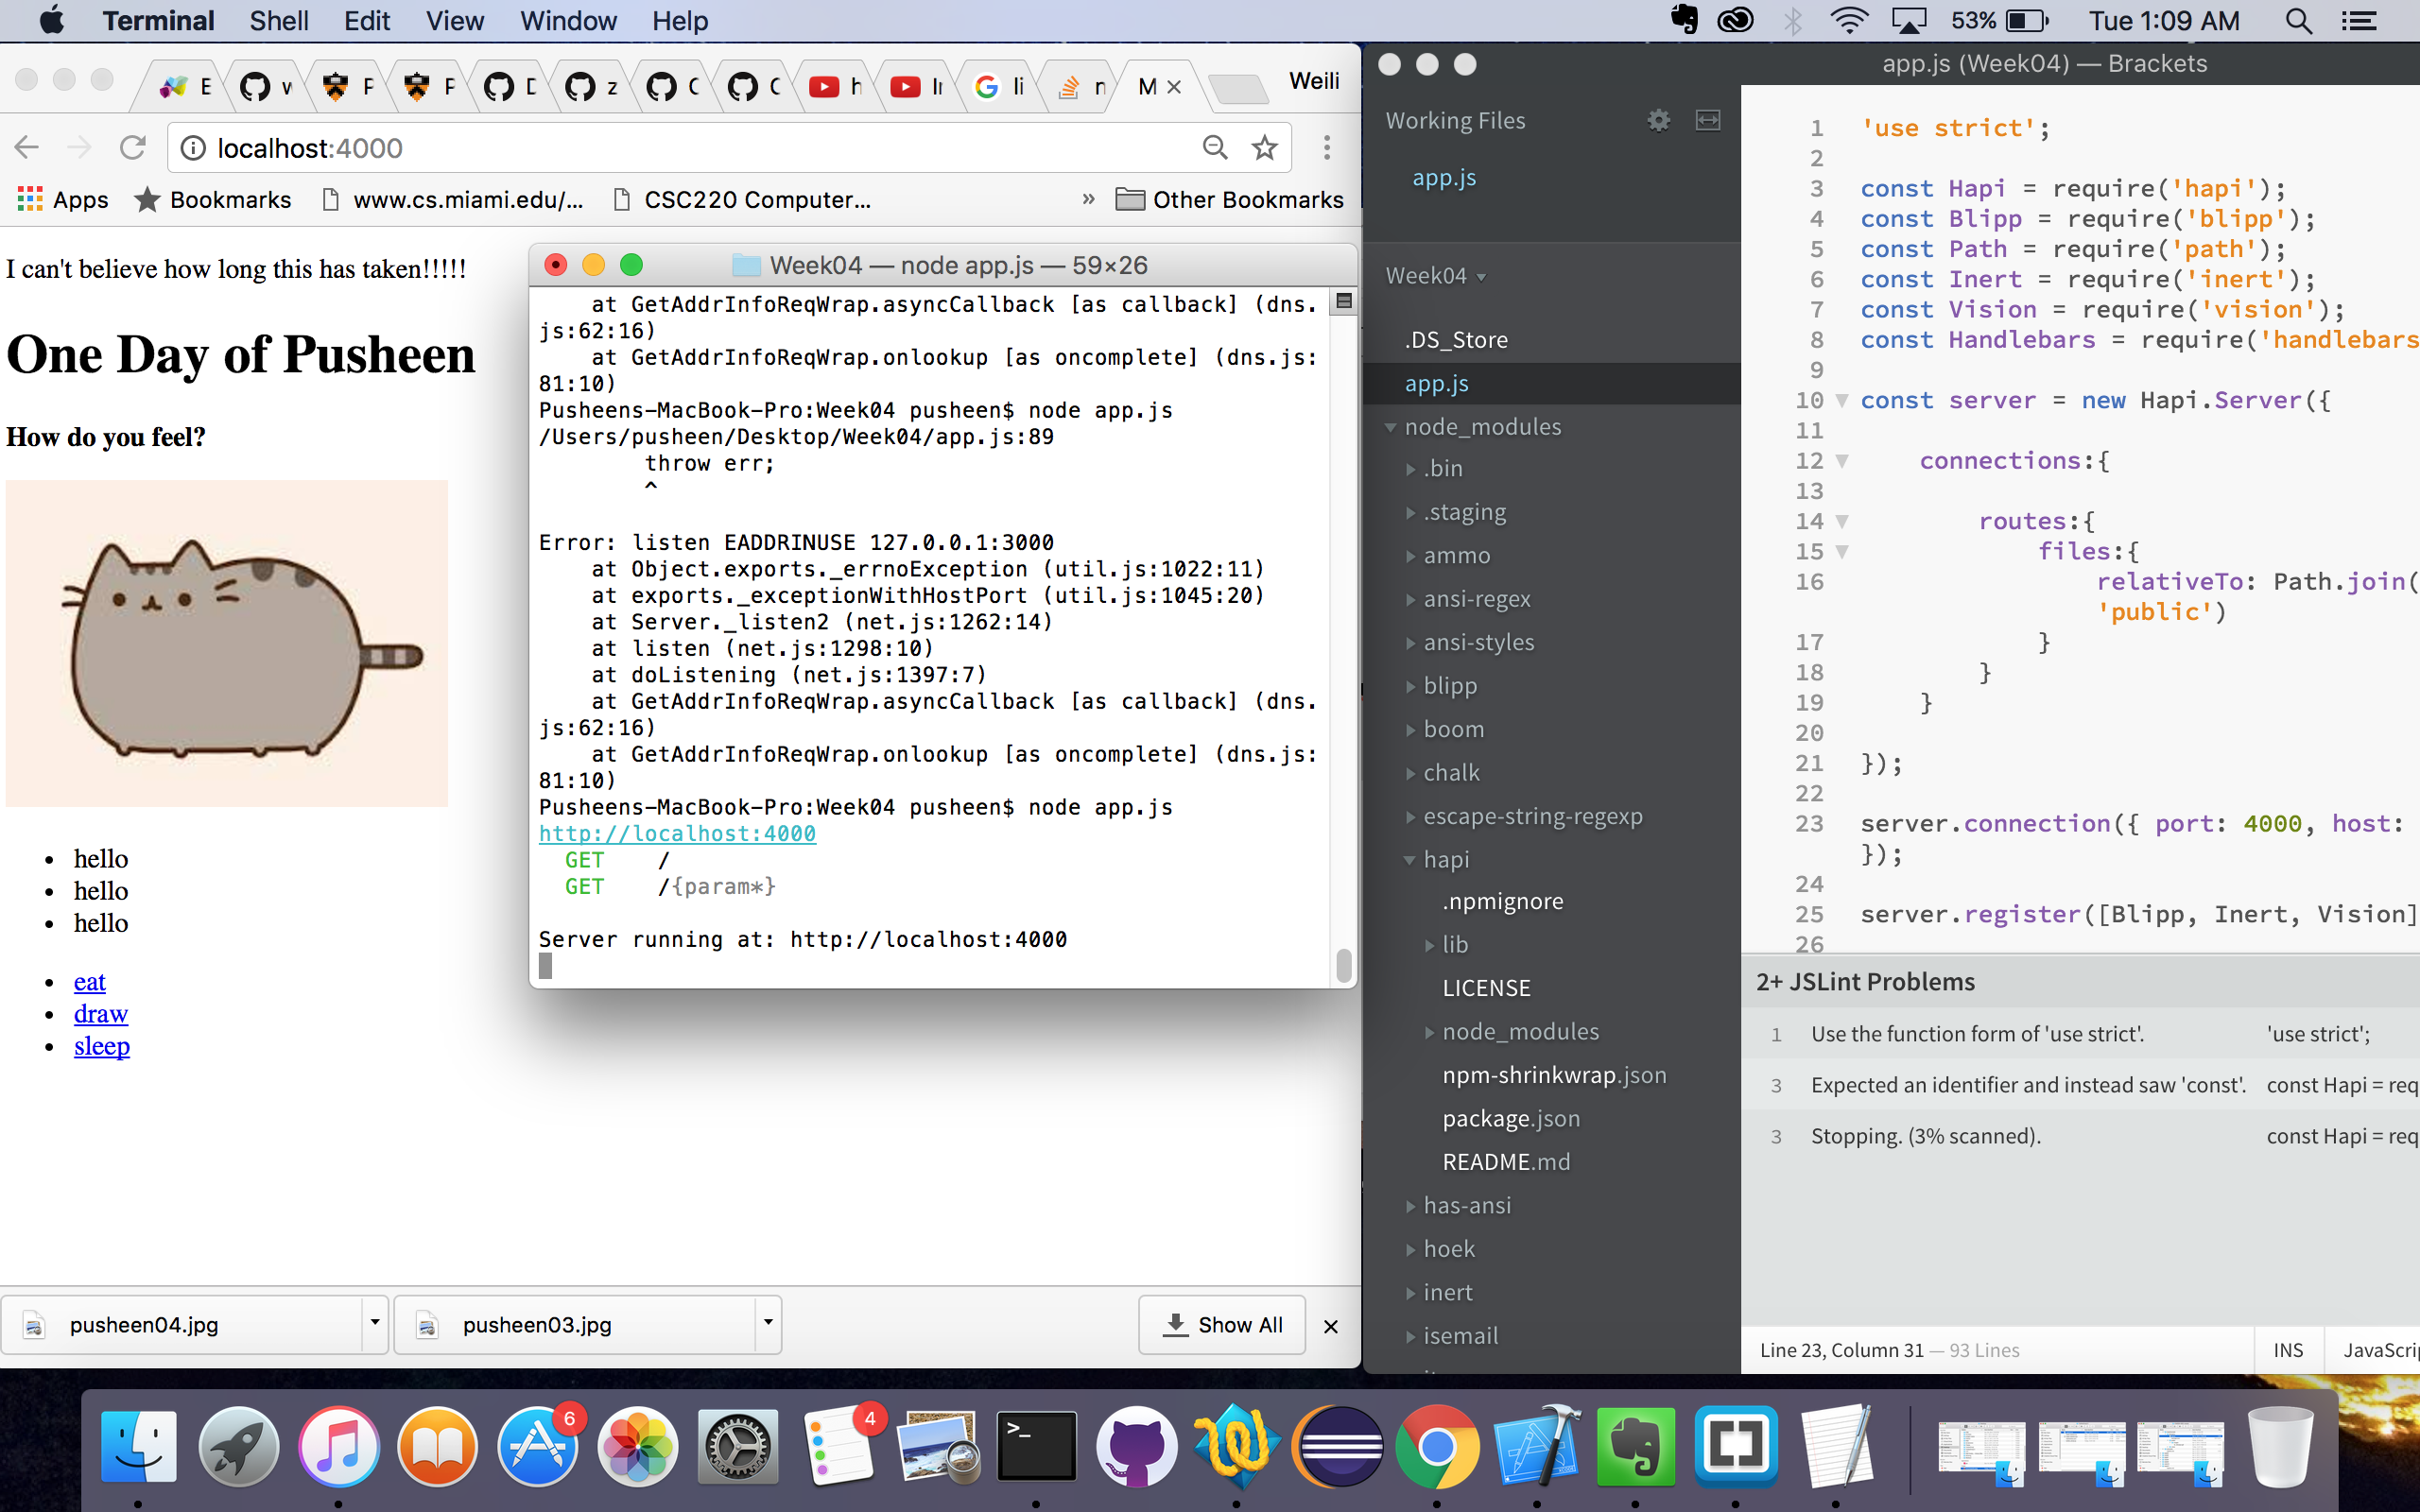 Terminal Shell Edit View Window Help
53% Tue 1:09 AM
E
w
P
P
D
z
C
C
h
li
n
M
Weili
localhost:4000
Apps Bookmarks www.cs.miami.edu/... CSC220 Computer... » Other Bookmarks
I can't believe how long this has taken!!!!!
One Day of Pusheen
How do you feel?
• hello
• hello
• hello
• eat
• draw
• sleep
pusheen04.jpg
pusheen03.jpg
Show All
Week04 — node app.js — 59×26
    at GetAddrInfoReqWrap.asyncCallback [as callback] (dns.
js:62:16)
    at GetAddrInfoReqWrap.onlookup [as oncomplete] (dns.js:
81:10)
Pusheens-MacBook-Pro:Week04 pusheen$ node app.js
/Users/pusheen/Desktop/Week04/app.js:89
        throw err;
        ^
Error: listen EADDRINUSE 127.0.0.1:3000
    at Object.exports._errnoException (util.js:1022:11)
    at exports._exceptionWithHostPort (util.js:1045:20)
    at Server._listen2 (net.js:1262:14)
    at listen (net.js:1298:10)
    at doListening (net.js:1397:7)
    at GetAddrInfoReqWrap.asyncCallback [as callback] (dns.
js:62:16)
    at GetAddrInfoReqWrap.onlookup [as oncomplete] (dns.js:
81:10)
Pusheens-MacBook-Pro:Week04 pusheen$ node app.js
http://localhost:4000
  GET    /
  GET    /{param*}
Server running at: http://localhost:4000
app.js (Week04) — Brackets
Working Files
app.js
Week04
.DS_Store
app.js
node_modules
.bin
.staging
ammo
ansi-regex
ansi-styles
blipp
boom
chalk
escape-string-regexp
hapi
.npmignore
lib
LICENSE
node_modules
npm-shrinkwrap.json
package.json
README.md
has-ansi
hoek
inert
isemail
1 'use strict';
2
3 const Hapi = require('hapi');
4 const Blipp = require('blipp');
5 const Path = require('path');
6 const Inert = require('inert');
7 const Vision = require('vision');
8 const Handlebars = require('handlebars
9
10 const server = new Hapi.Server({
11
12     connections:{
13
14         routes:{
15             files:{
16                 relativeTo: Path.join(
                'public')
17             }
18         }
19     }
20
21 });
22
23 server.connection({ port: 4000, host:
});
24
25 server.register([Blipp, Inert, Vision]
26
2+ JSLint Problems
1 Use the function form of 'use strict'. 'use strict';
3 Expected an identifier and instead saw 'const'. const Hapi = req
3 Stopping. (3% scanned). const Hapi = req
Line 23, Column 31 — 93 Lines INS JavaScri
6
4
>_